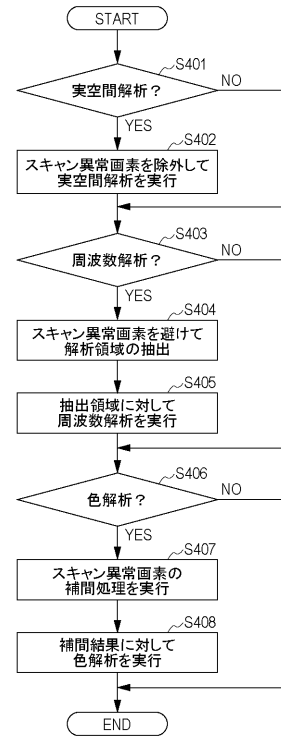 START
S401
実空間解析?
NO
YES
S402
スキャン異常画素を除外して
実空間解析を実行
S403
周波数解析?
NO
YES
S404
スキャン異常画素を避けて
解析領域の抽出
S405
抽出領域に対して
周波数解析を実行
S406
色解析?
NO
YES
S407
スキャン異常画素の
補間処理を実行
S408
補間結果に対して
色解析を実行
END